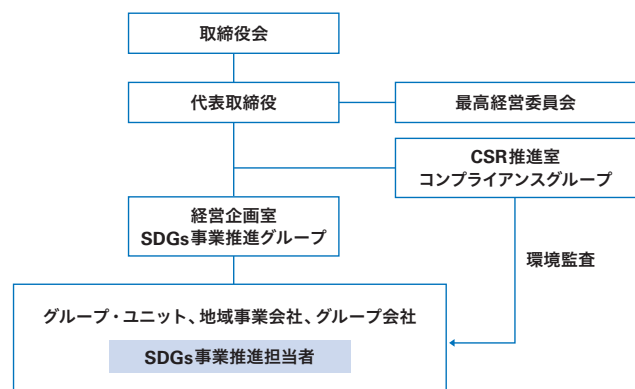 取締役会
代表取締役
最高経営委員会
CSR推進室
コンプライアンスグループ
経営企画室
SDGs事業推進グループ
環境監査
グループ・ユニット、地域事業会社、グループ会社
SDGs事業推進担当者